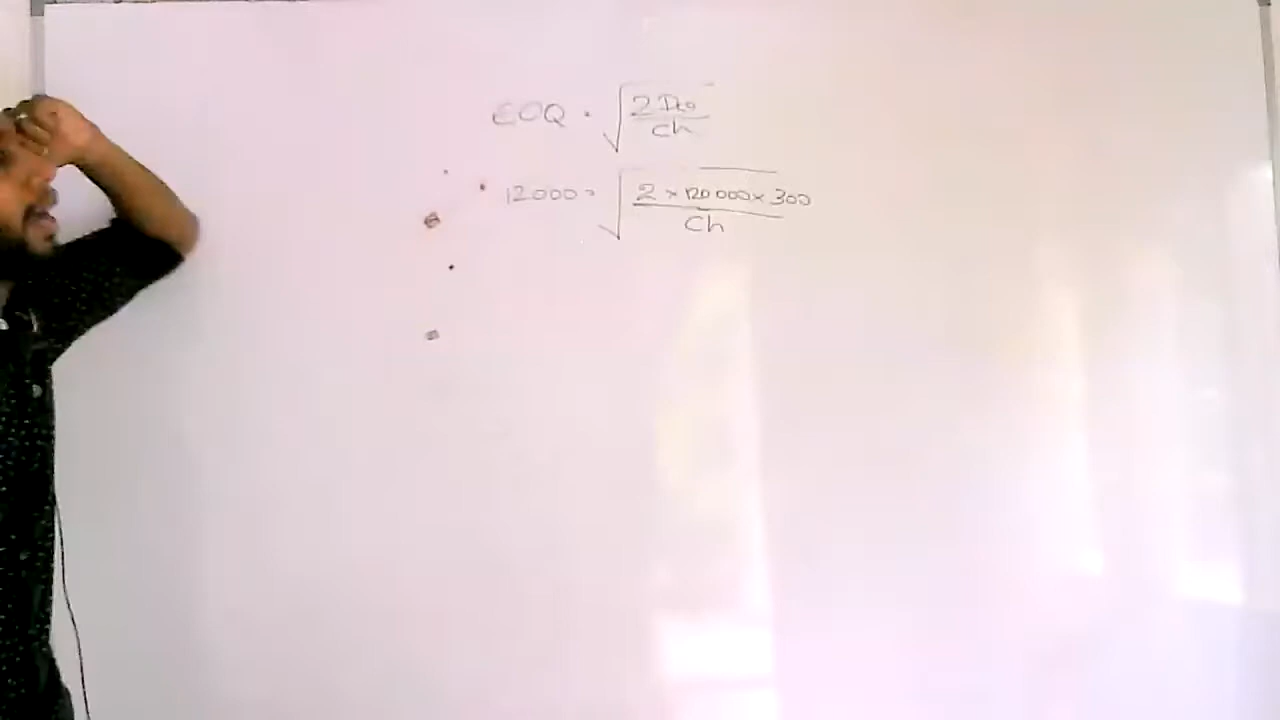 EOQ = √(2DCo / Ch)
12000 = √(2 × 120000 × 300 / Ch)